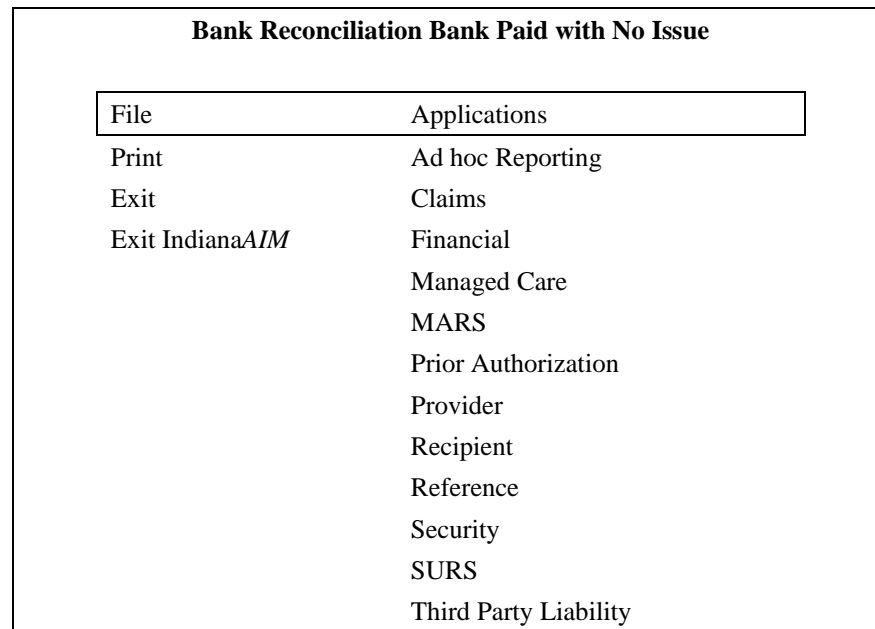 Bank Reconciliation Bank Paid with No Issue
File Applications
Print Ad hoc Reporting
Exit Claims
Exit IndianaAIM Financial
Managed Care
MARS
Prior Authorization
Provider
Recipient
Reference
Security
SURS
Third Party Liability